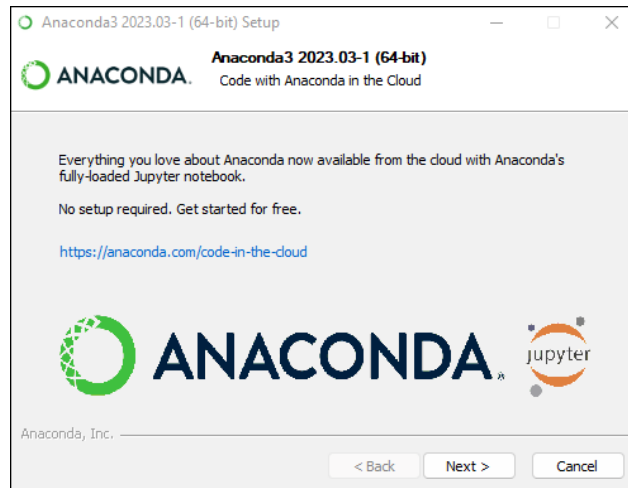 Anaconda3 2023.03-1 (64-bit) Setup
Anaconda3 2023.03-1 (64-bit)
ANACONDA.
Code with Anaconda in the Cloud
Everything you love about Anaconda now available from the cloud with Anaconda's
fully-loaded Jupyter notebook.
No setup required. Get started for free.
https://anaconda.com/code-in-the-cloud
ANACONDA.®
jupyter
Anaconda, Inc.
< Back Next > Cancel